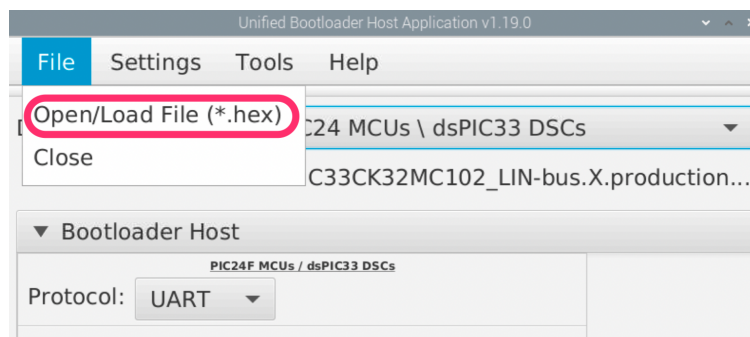 Unified Bootloader Host Application v1.19.0
File Settings Tools Help
Open/Load File (*.hex)
C24 MCUs \ dsPIC33 DSCs
Close
C33CK32MC102_LIN-bus.X.production...
Bootloader Host
PIC24F MCUs / dsPIC33 DSCs
Protocol: UART